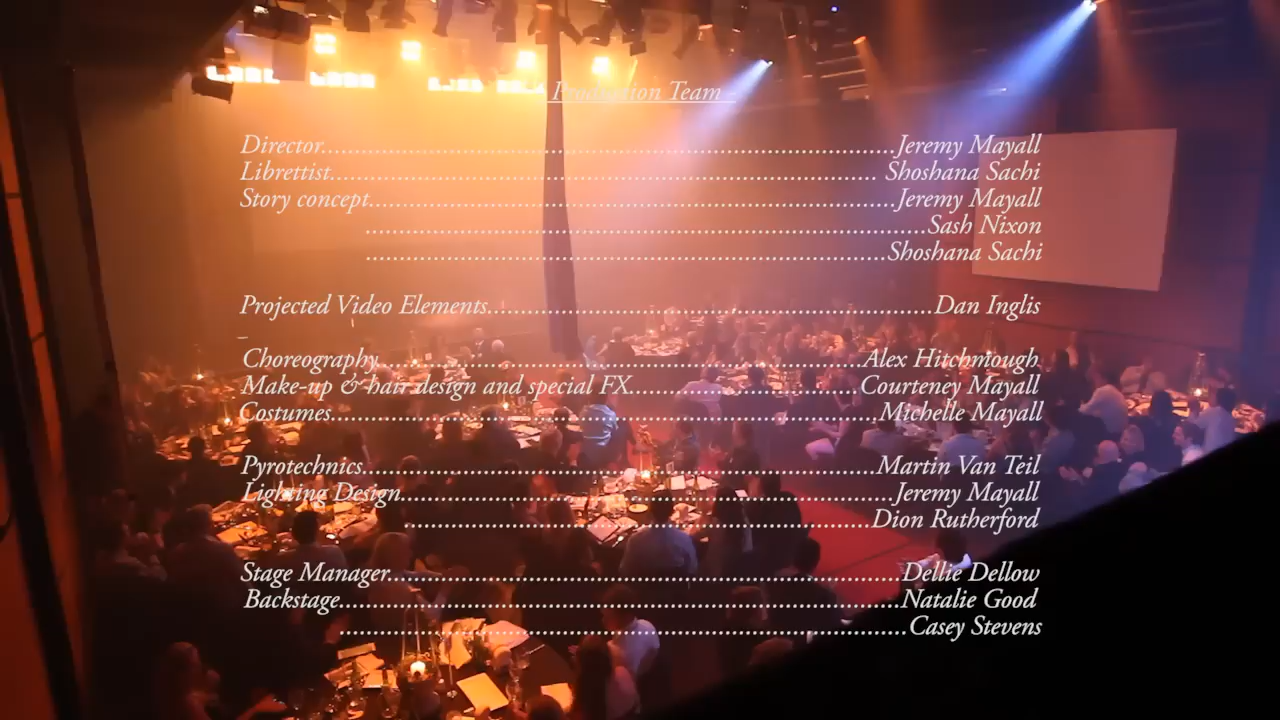 - Production Team -
Director......................................................................................Jeremy Mayall
Librettist................................................................................... Shoshana Sachi
Story concept...............................................................................Jeremy Mayall
.....................................................................................Sash Nixon
...............................................................................Shoshana Sachi
Projected Video Elements...................................................................Dan Inglis
Choreography.........................................................................Alex Hitchmough
Make-up & hair design and special FX..................................Courteney Mayall
Costumes..................................................................................Michelle Mayall
Pyrotechnics.............................................................................Martin Van Teil
Lighting Design..........................................................................Jeremy Mayall
......................................................................Dion Rutherford
Stage Manager.............................................................................Dellie Dellow
Backstage....................................................................................Natalie Good
.....................................................................................Casey Stevens